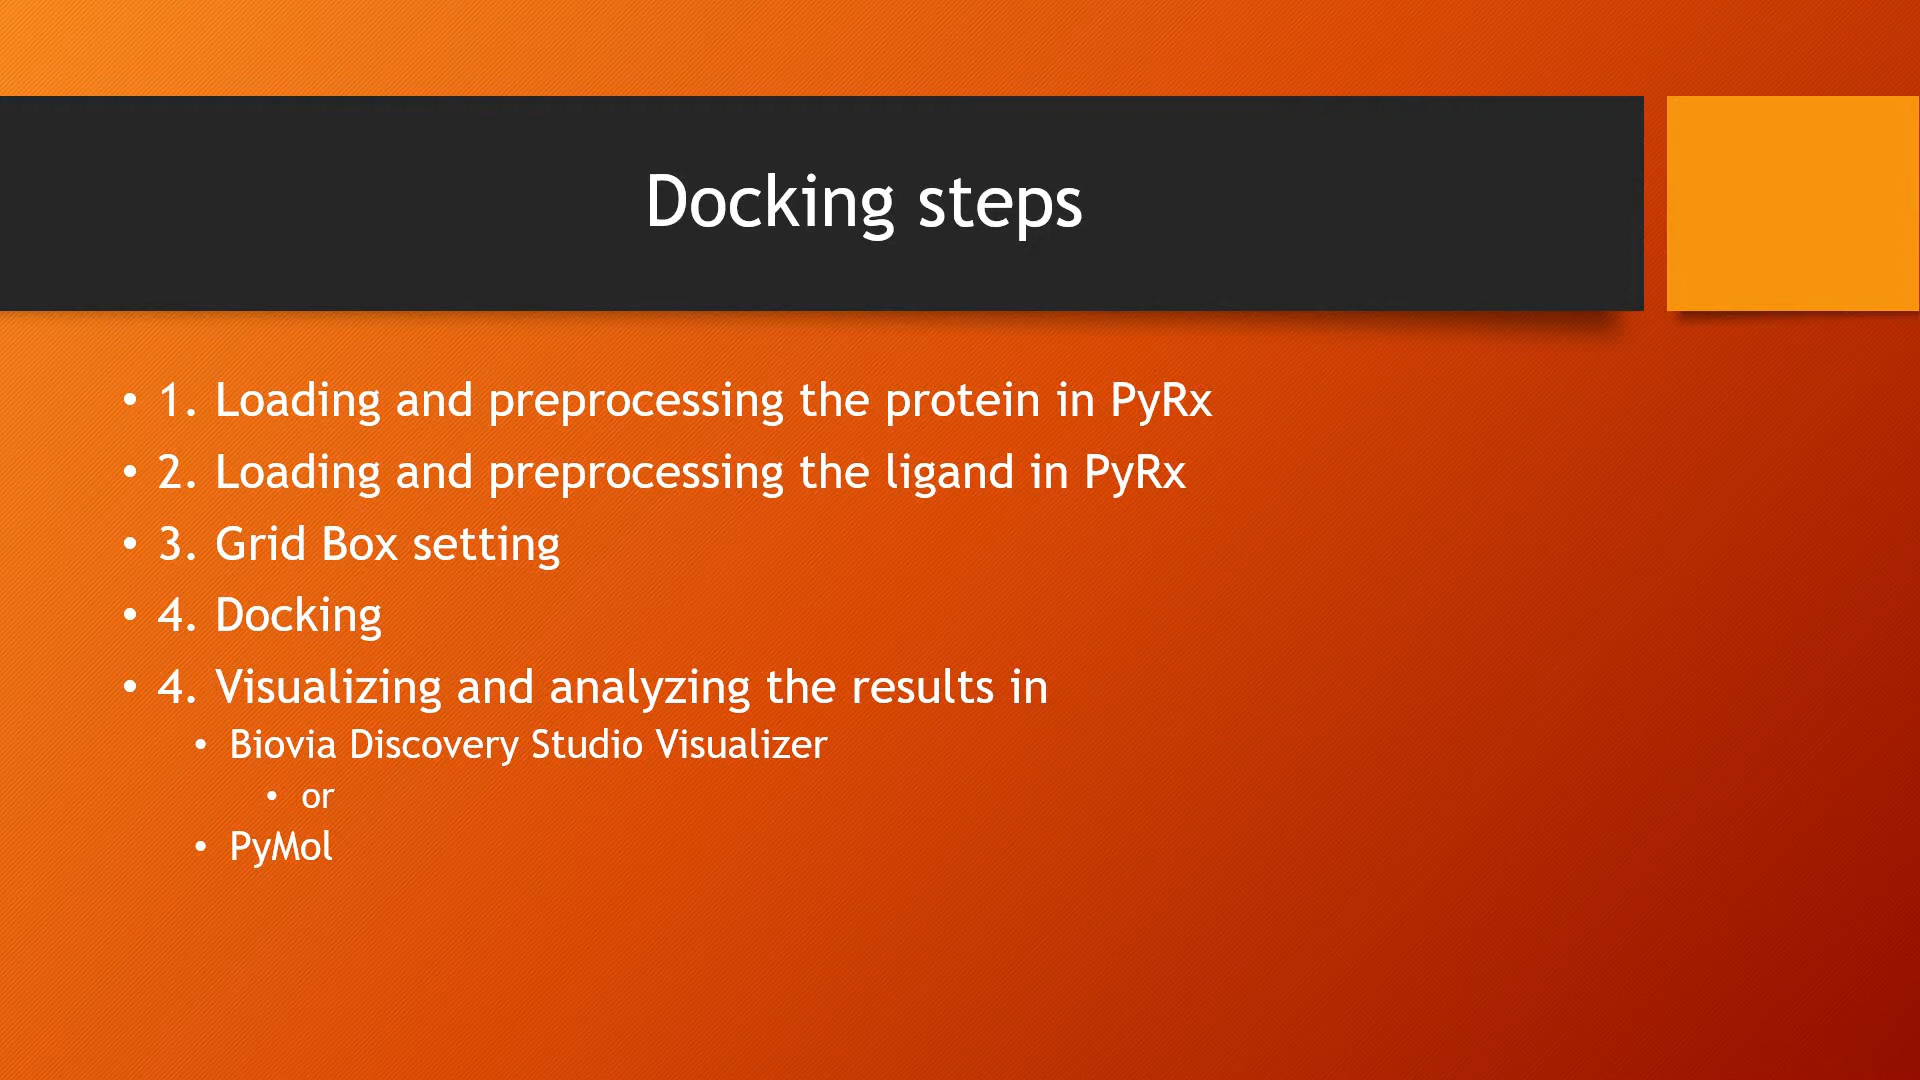 Docking steps
• 1. Loading and preprocessing the protein in PyRx
• 2. Loading and preprocessing the ligand in PyRx
• 3. Grid Box setting
• 4. Docking
• 4. Visualizing and analyzing the results in
• Biovia Discovery Studio Visualizer
• or
• PyMol